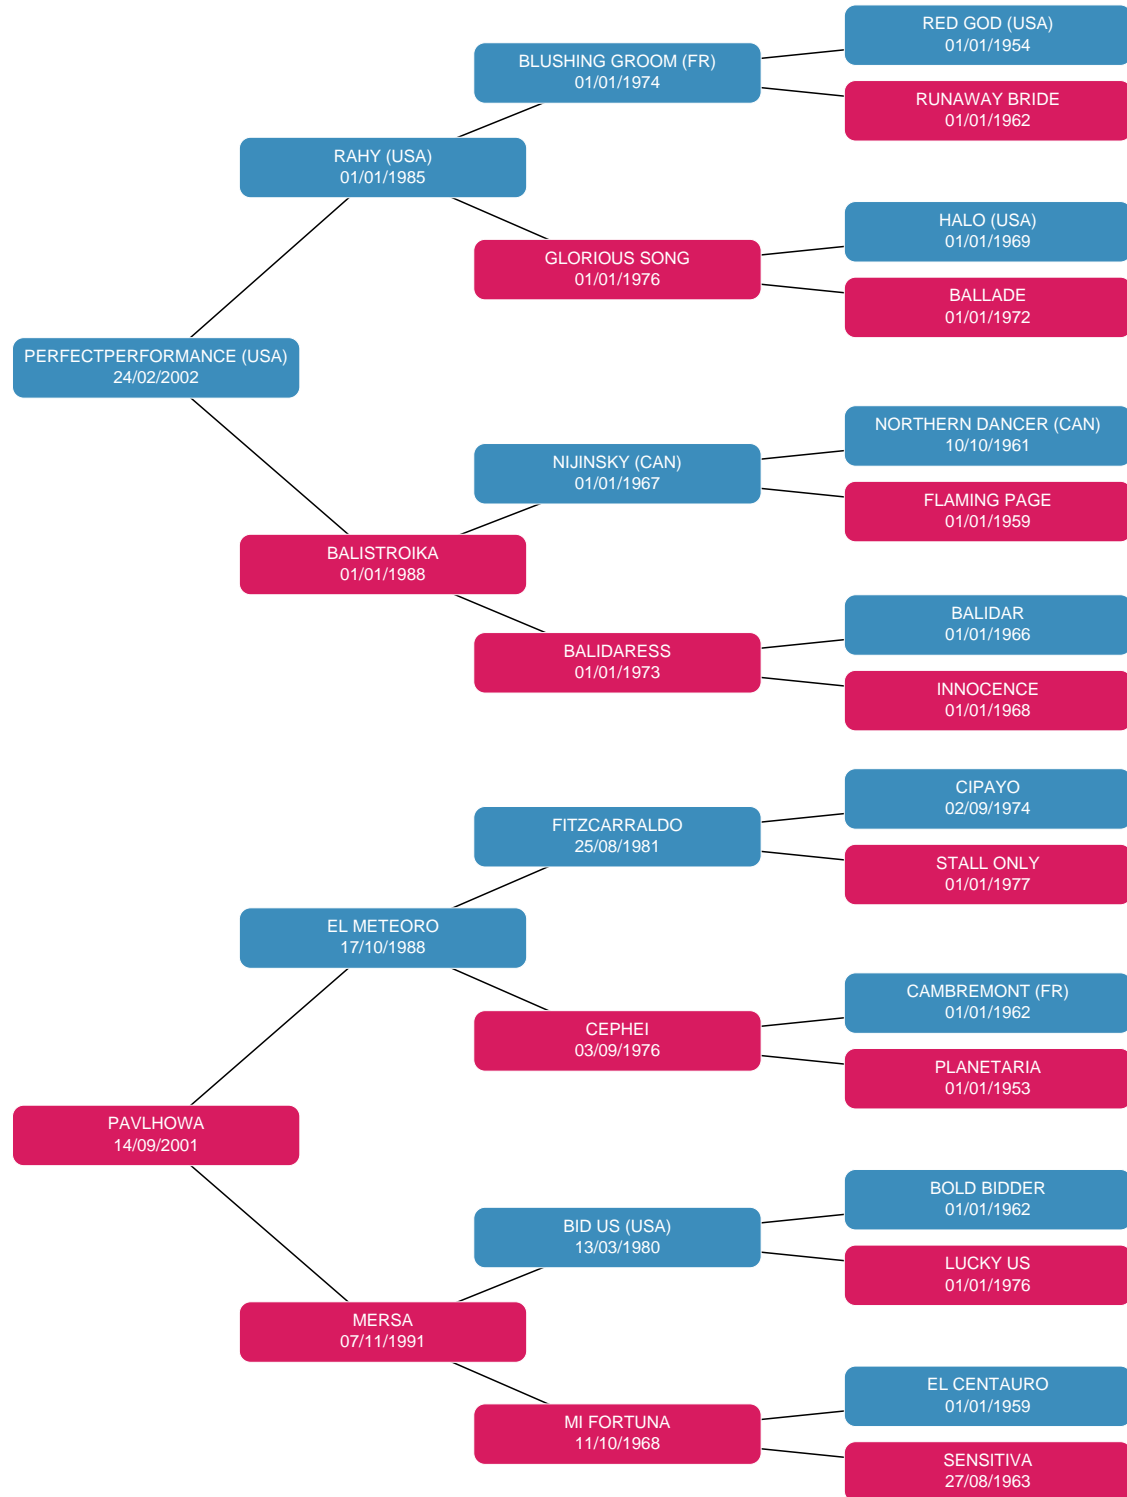 RED GOD (USA)
01/01/1954
BLUSHING GROOM (FR)
01/01/1974
RUNAWAY BRIDE
01/01/1962
RAHY (USA)
01/01/1985
HALO (USA)
01/01/1969
GLORIOUS SONG
01/01/1976
BALLADE
01/01/1972
PERFECTPERFORMANCE (USA)
24/02/2002
NORTHERN DANCER (CAN)
10/10/1961
NIJINSKY (CAN)
01/01/1967
FLAMING PAGE
01/01/1959
BALISTROIKA
01/01/1988
BALIDAR
01/01/1966
BALIDARESS
01/01/1973
INNOCENCE
01/01/1968
CIPAYO
02/09/1974
FITZCARRALDO
25/08/1981
STALL ONLY
01/01/1977
EL METEORO
17/10/1988
CAMBREMONT (FR)
01/01/1962
CEPHEI
03/09/1976
PLANETARIA
01/01/1953
PAVLHOWA
14/09/2001
BOLD BIDDER
01/01/1962
BID US (USA)
13/03/1980
LUCKY US
01/01/1976
MERSA
07/11/1991
EL CENTAURO
01/01/1959
MI FORTUNA
11/10/1968
SENSITIVA
27/08/1963